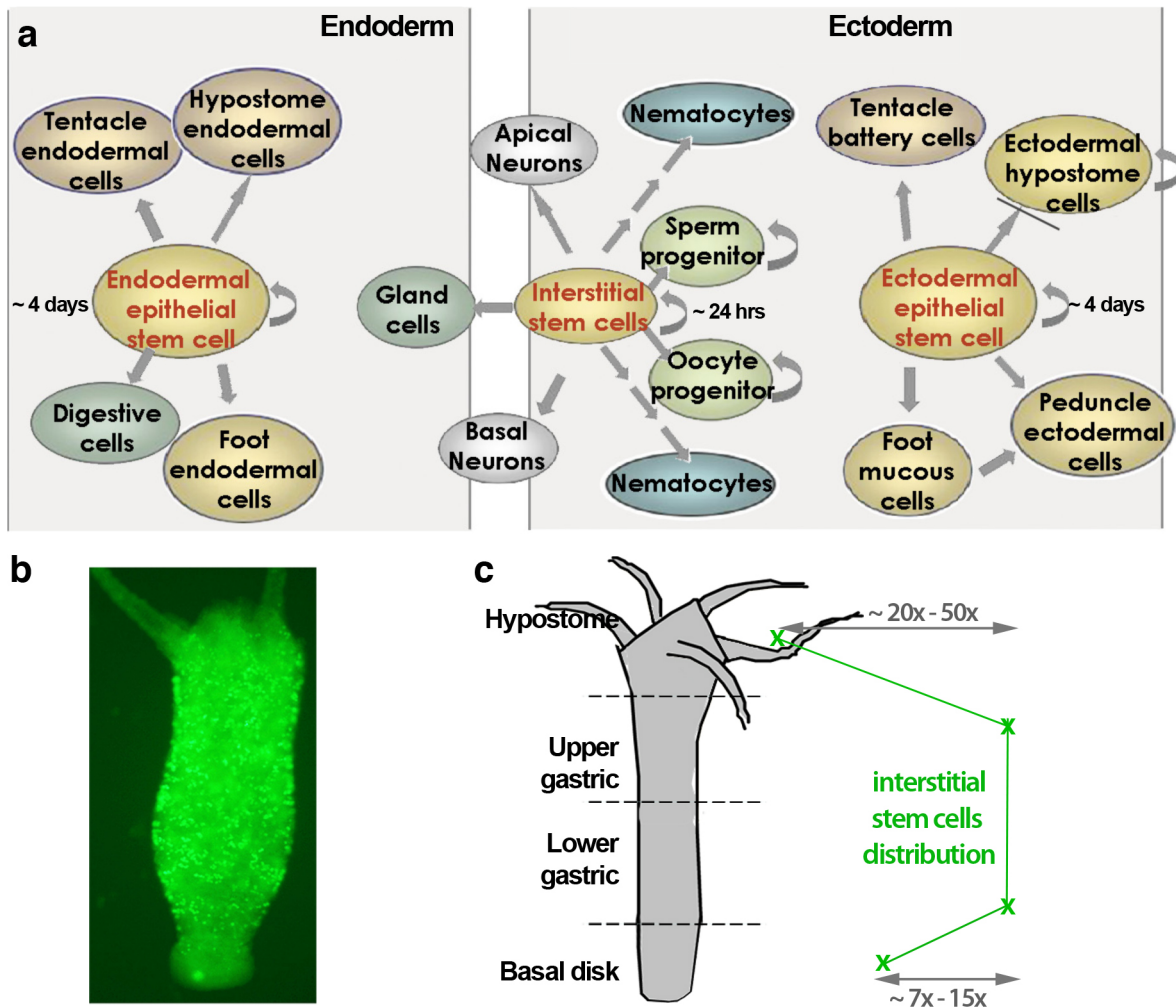 a
Endoderm
Ectoderm
Tentacle
endodermal
cells
Hypostome
endodermal
cells
Endodermal
epithelial
stem cell
~ 4 days
Digestive
cells
Foot
endodermal
cells
Apical
Neurons
Nematocytes
Sperm
progenitor
Gland
cells
Interstitial
stem cells
~ 24 hrs
Oocyte
progenitor
Basal
Neurons
Nematocytes
Tentacle
battery cells
Ectodermal
hypostome
cells
Ectodermal
epithelial
stem cell
~ 4 days
Foot
mucous
cells
Peduncle
ectodermal
cells
b
c
Hypostome
~ 20x - 50x
x
x
Upper
gastric
interstitial
stem cells
distribution
Lower
gastric
x
x
Basal disk
~ 7x - 15x